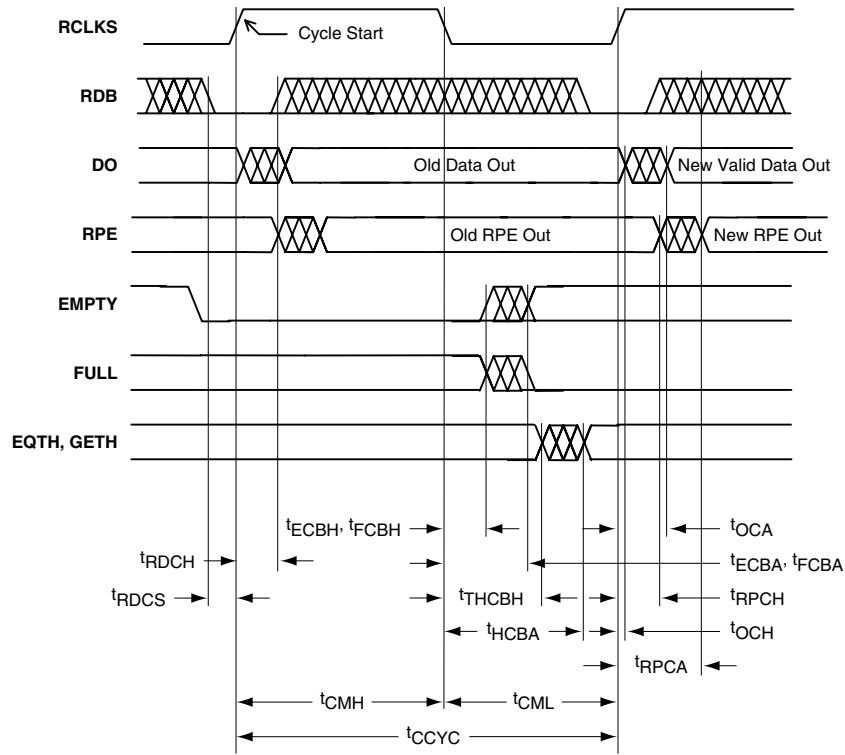 RCLKS
Cycle Start
RDB
DO
Old Data Out
New Valid Data Out
RPE
Old RPE Out
New RPE Out
EMPTY
FULL
EQTH, GETH
tECBH, tFCBH
tOCA
tRDCH
tECBA, tFCBA
tRDCS
tTHCBH
tRPCH
tHCBA
tOCH
tRPCA
tCMH
tCML
tCCYC